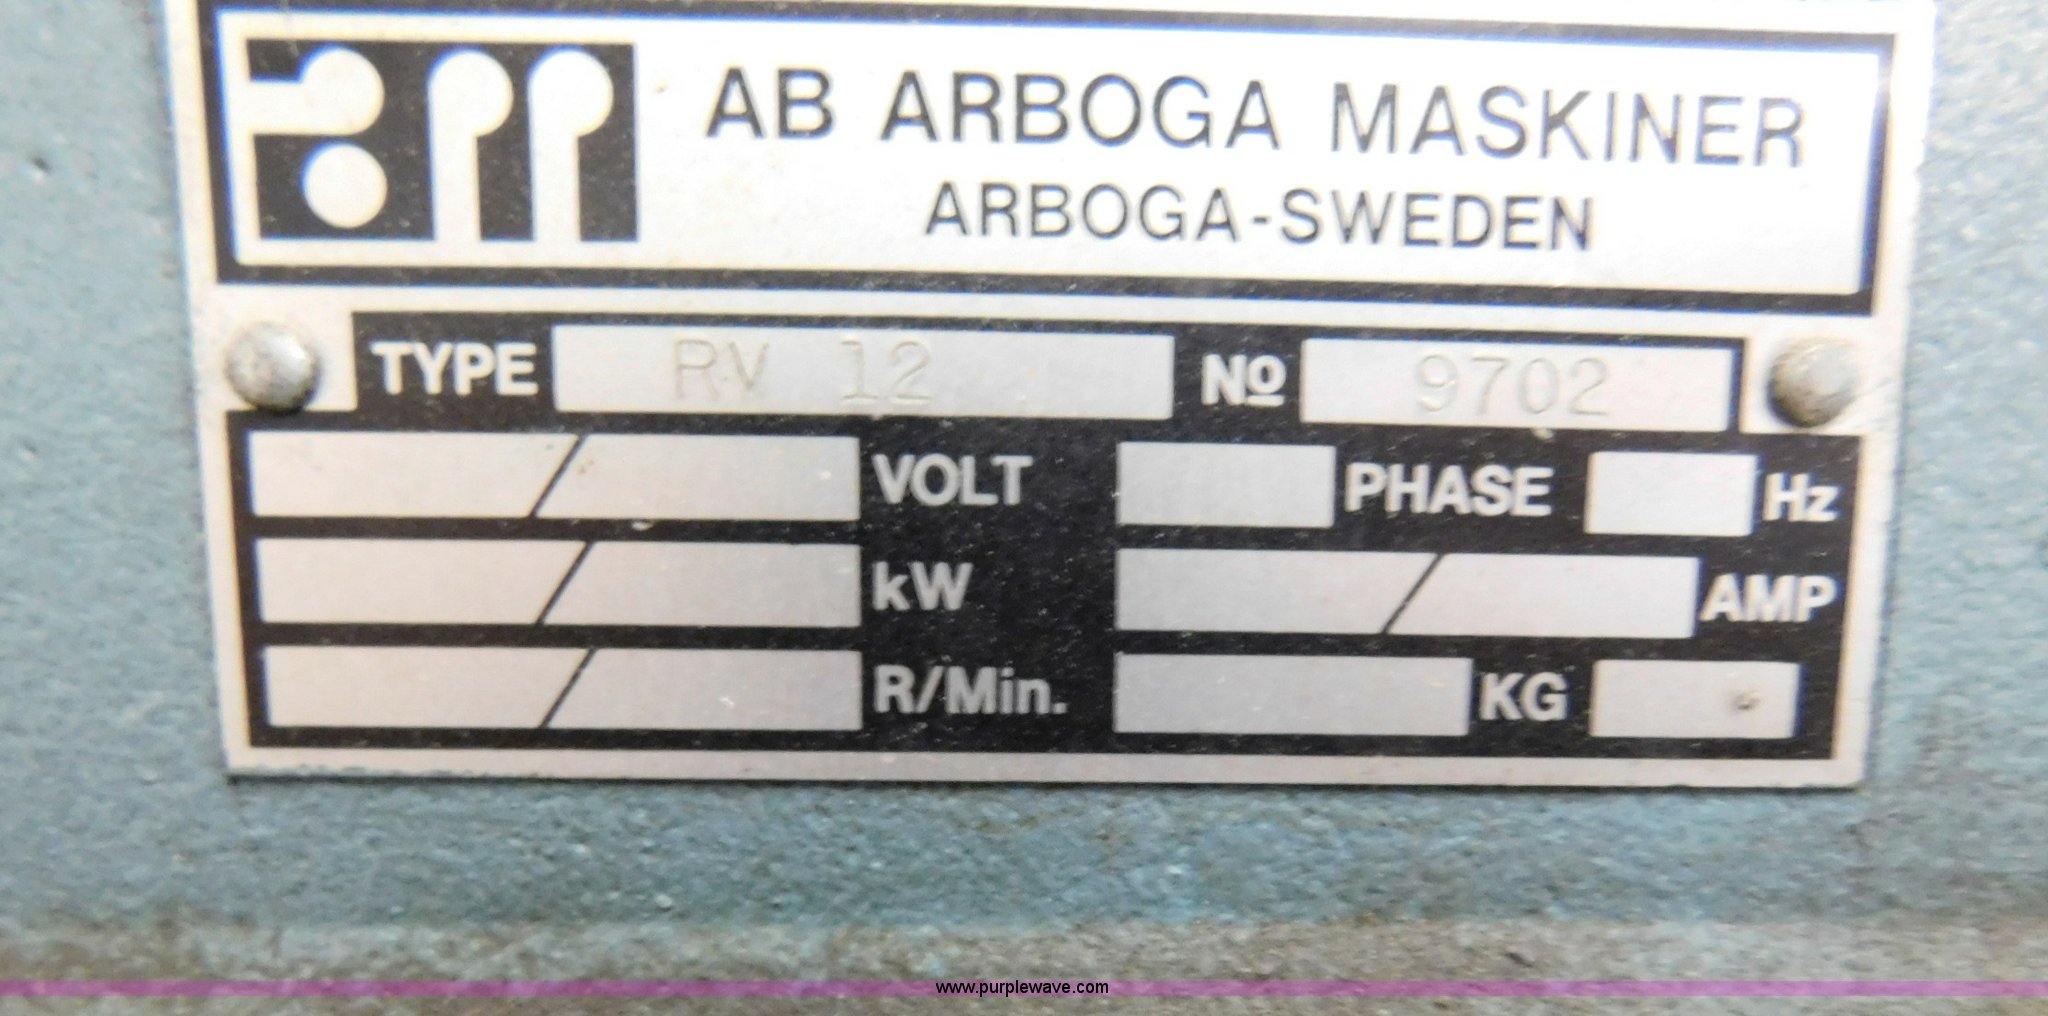 AB ARBOGA MASKINER
ARBOGA-SWEDEN
TYPE RV 12 No 9702
VOLT PHASE Hz
kW AMP
R/Min. KG
www.purplewave.com